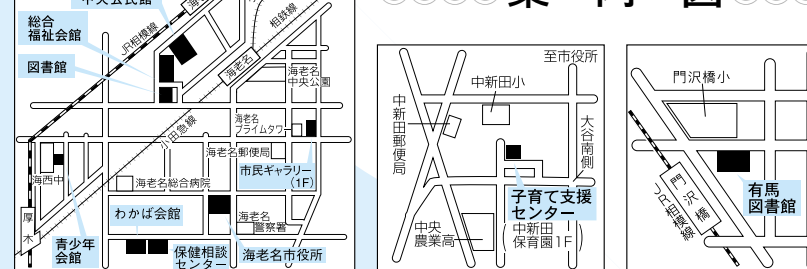 案内図
中央公民館
総合
福祉会館
図書館
JR相模線
相鉄線
海老名
海老名
中央公園
小田急線
海老名
プライムタワー
海老名郵便局
市民ギャラリー
(1F)
海西中
海老名総合病院
わかば会館
海老名
警察署
厚木
青少年
会館
保健相談
センター
海老名市役所
至市役所
中新田小
中新田郵便局
大谷南側
子育て支援
センター
(中新田
保育園1F)
中央
農業高
門沢橋小
門沢橋
JR相模線
有馬
図書館